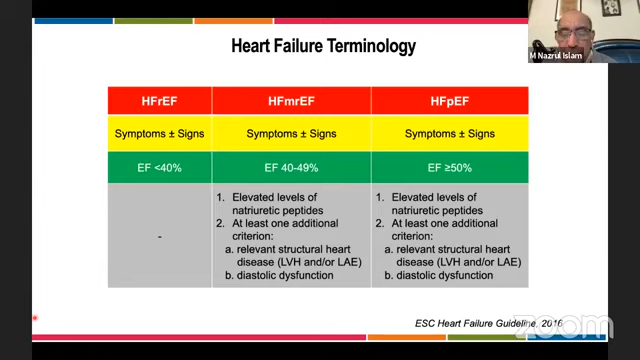 Heart Failure Terminology
M Nazrul Islam
HFrEF
HFmrEF
HFpEF
Symptoms ± Signs
Symptoms ± Signs
Symptoms ± Signs
EF <40%
EF 40-49%
EF ≥50%
-
1. Elevated levels of
natriuretic peptides
2. At least one additional
criterion:
a. relevant structural heart
disease (LVH and/or LAE)
b. diastolic dysfunction
1. Elevated levels of
natriuretic peptides
2. At least one additional
criterion:
a. relevant structural heart
disease (LVH and/or LAE)
b. diastolic dysfunction
ESC Heart Failure Guideline, 2016
zoom